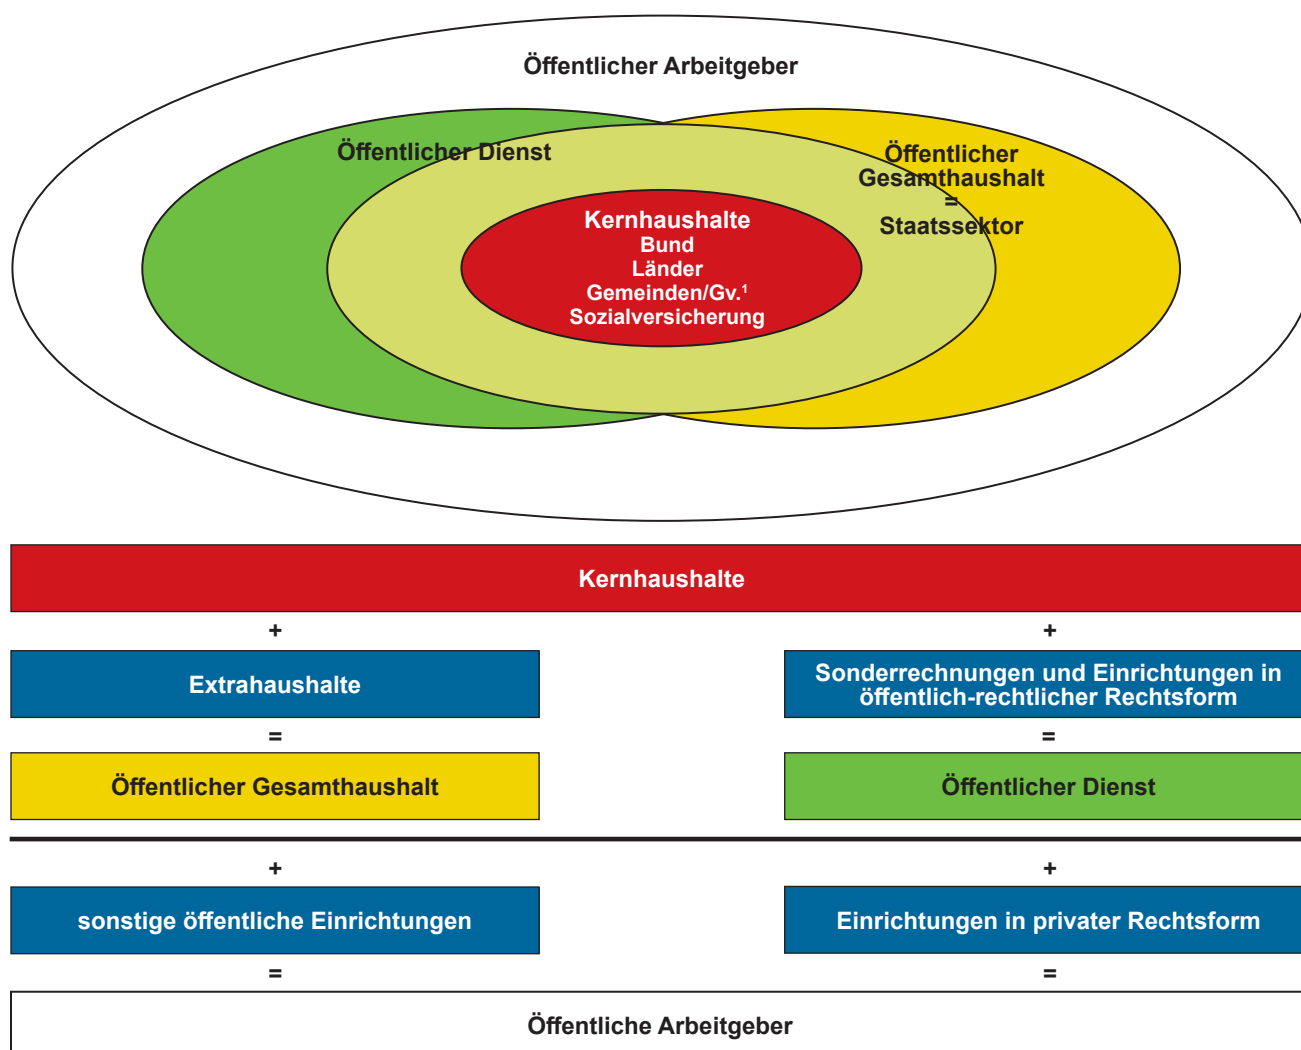 Öffentlicher Arbeitgeber
Öffentlicher Dienst
Öffentlicher
Gesamthaushalt
=
Staatssektor
Kernhaushalte
Bund
Länder
Gemeinden/Gv.¹
Sozialversicherung
Kernhaushalte
+ +
Extrahaushalte
Sonderrechnungen und Einrichtungen in
öffentlich-rechtlicher Rechtsform
= =
Öffentlicher Gesamthaushalt
Öffentlicher Dienst
+ +
sonstige öffentliche Einrichtungen
Einrichtungen in privater Rechtsform
= =
Öffentliche Arbeitgeber